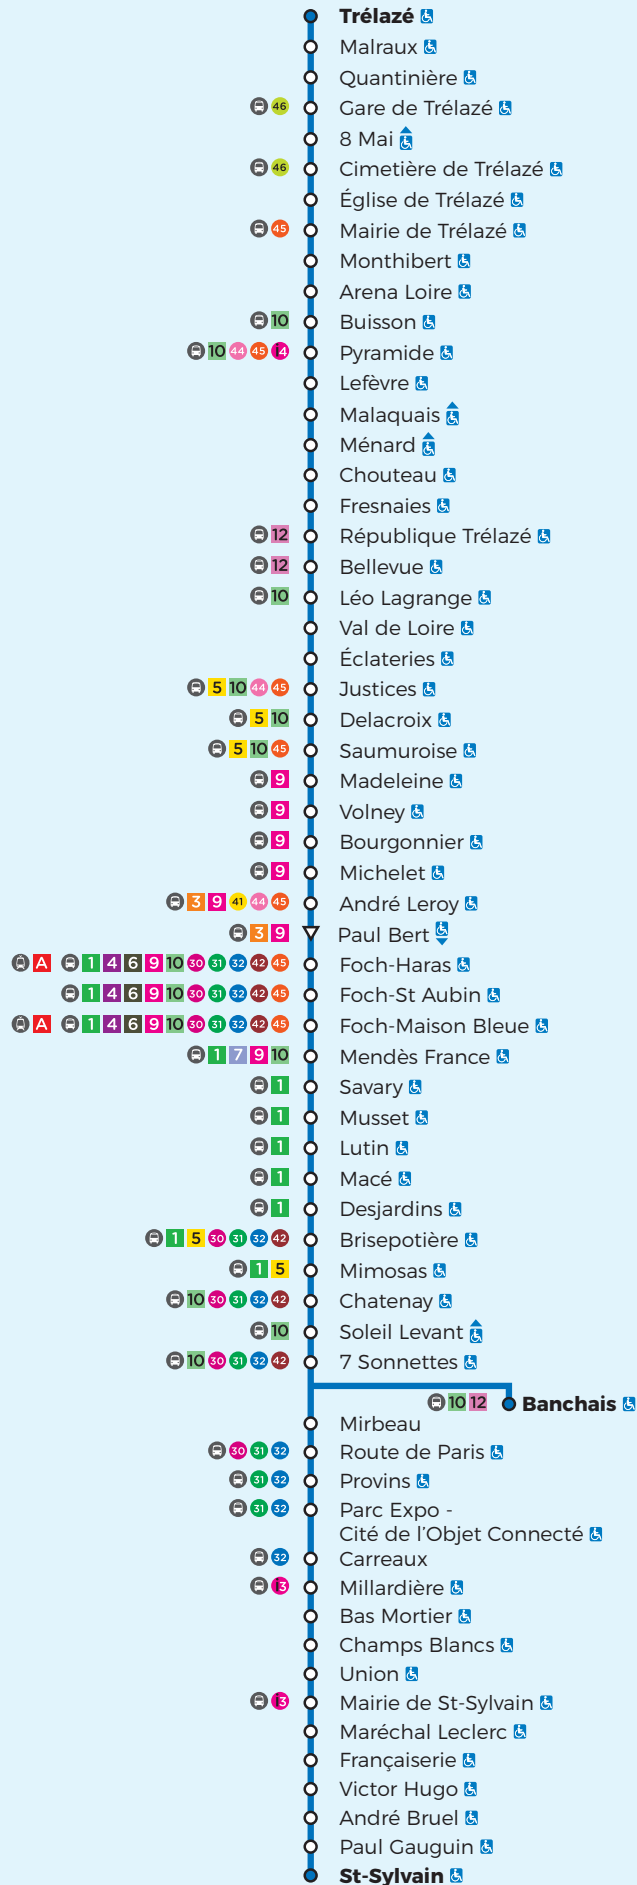 Trélazé
Malraux
Quantinière
46 Gare de Trélazé
8 Mai
46 Cimetière de Trélazé
Église de Trélazé
45 Mairie de Trélazé
Monthibert
Arena Loire
10 Buisson
10 44 45 i4 Pyramide
Lefèvre
Malaquais
Ménard
Chouteau
Fresnaies
12 République Trélazé
12 Bellevue
10 Léo Lagrange
Val de Loire
Éclateries
5 10 44 45 Justices
5 10 Delacroix
5 10 45 Saumuroise
9 Madeleine
9 Volney
9 Bourgonnier
9 Michelet
3 9 41 44 45 André Leroy
3 9 Paul Bert
A 1 4 6 9 10 30 31 32 42 45 Foch-Haras
1 4 6 9 10 30 31 32 42 45 Foch-St Aubin
A 1 4 6 9 10 30 31 32 42 45 Foch-Maison Bleue
1 7 9 10 Mendès France
1 Savary
1 Musset
1 Lutin
1 Macé
1 Desjardins
1 5 30 31 32 42 Brisepotière
1 5 Mimosas
10 30 31 32 42 Chatenay
10 Soleil Levant
10 30 31 32 42 7 Sonnettes
10 12 Banchais
Mirbeau
30 31 32 Route de Paris
31 32 Provins
31 32 Parc Expo -
Cité de l'Objet Connecté
32 Carreaux
i3 Millardière
Bas Mortier
Champs Blancs
Union
i3 Mairie de St-Sylvain
Maréchal Leclerc
Françaiserie
Victor Hugo
André Bruel
Paul Gauguin
St-Sylvain